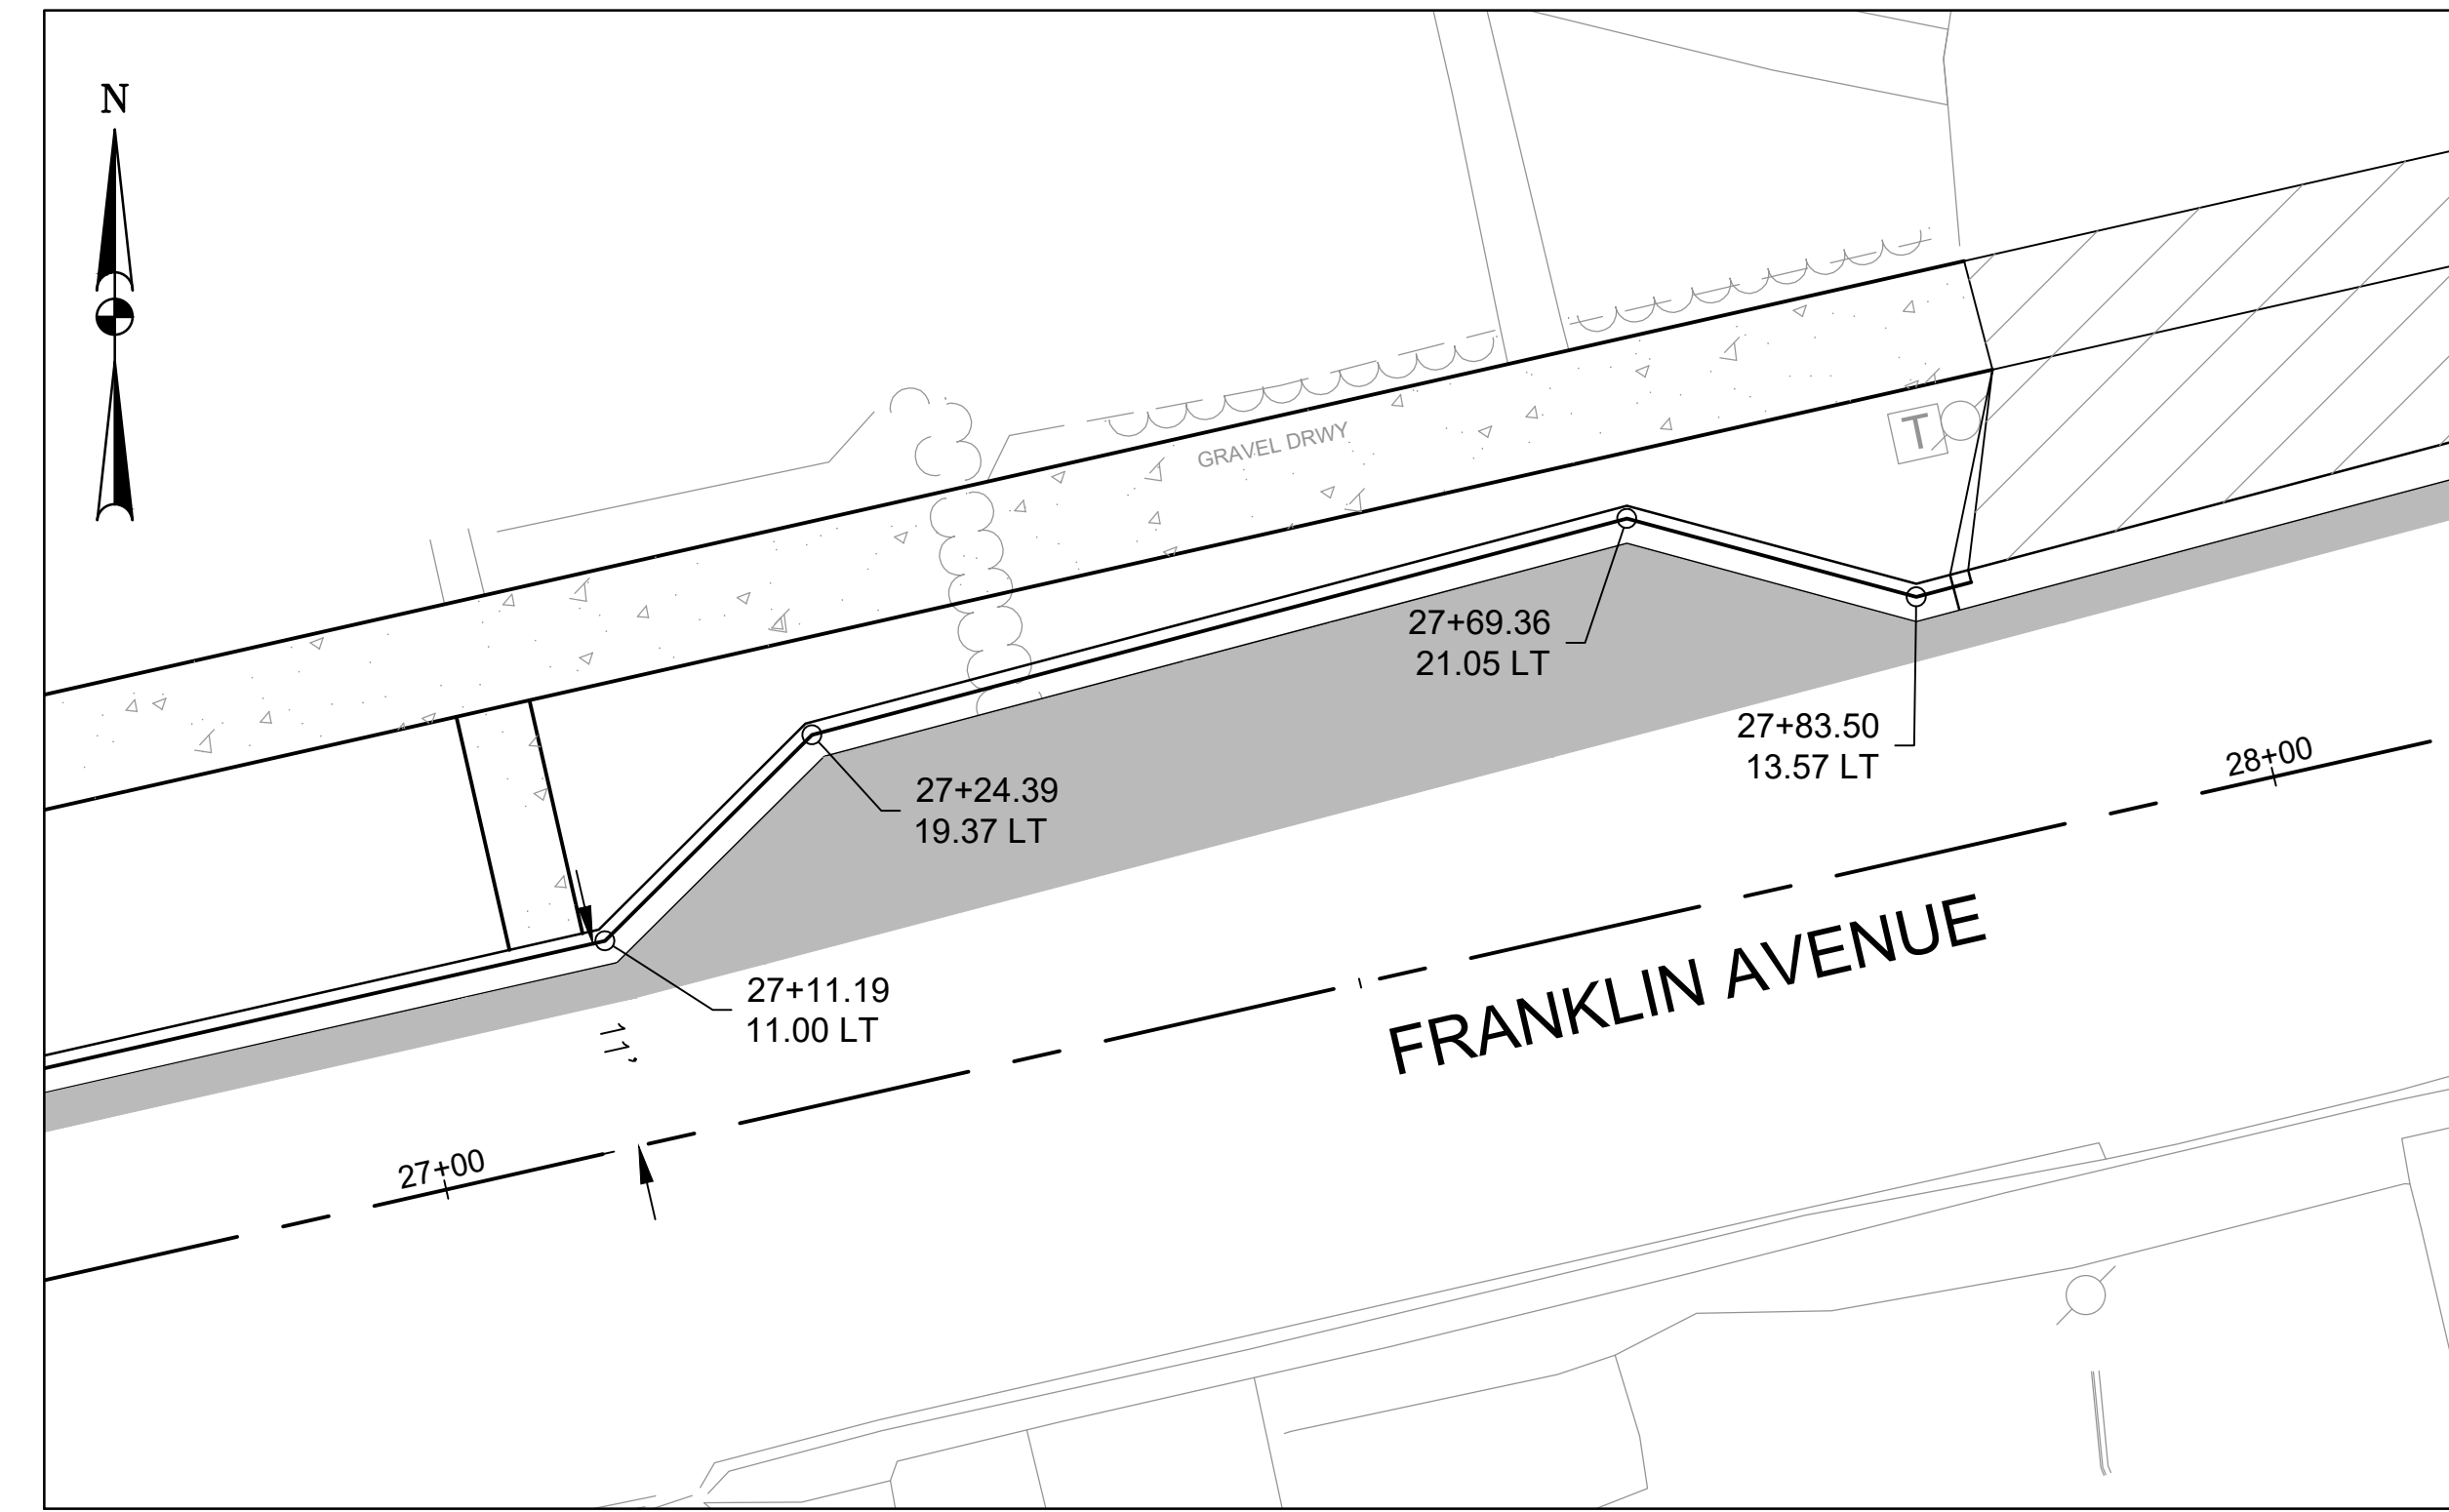 N
GRAVEL DRWY
T
27+69.36
21.05 LT
27+83.50
13.57 LT
28+00
27+24.39
19.37 LT
FRANKLIN AVENUE
27+11.19
11.00 LT
11'
27+00